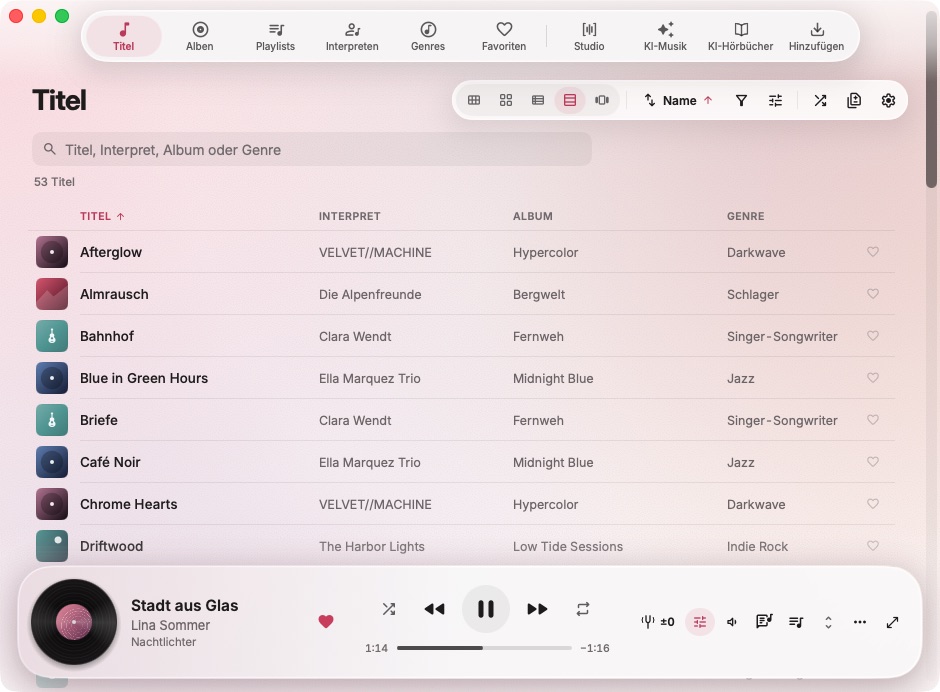 Titel
Alben
Playlists
Interpreten
Genres
Favoriten
Studio
KI-Musik
KI-Hörbücher
Hinzufügen
Titel
Name
Titel, Interpret, Album oder Genre
53 Titel
TITEL INTERPRET ALBUM GENRE
Afterglow VELVET//MACHINE Hypercolor Darkwave
Almrausch Die Alpenfreunde Bergwelt Schlager
Bahnhof Clara Wendt Fernweh Singer-Songwriter
Blue in Green Hours Ella Marquez Trio Midnight Blue Jazz
Briefe Clara Wendt Fernweh Singer-Songwriter
Café Noir Ella Marquez Trio Midnight Blue Jazz
Chrome Hearts VELVET//MACHINE Hypercolor Darkwave
Driftwood The Harbor Lights Low Tide Sessions Indie Rock
Stadt aus Glas
Lina Sommer
Nachtlichter
1:14
−1:16
±0